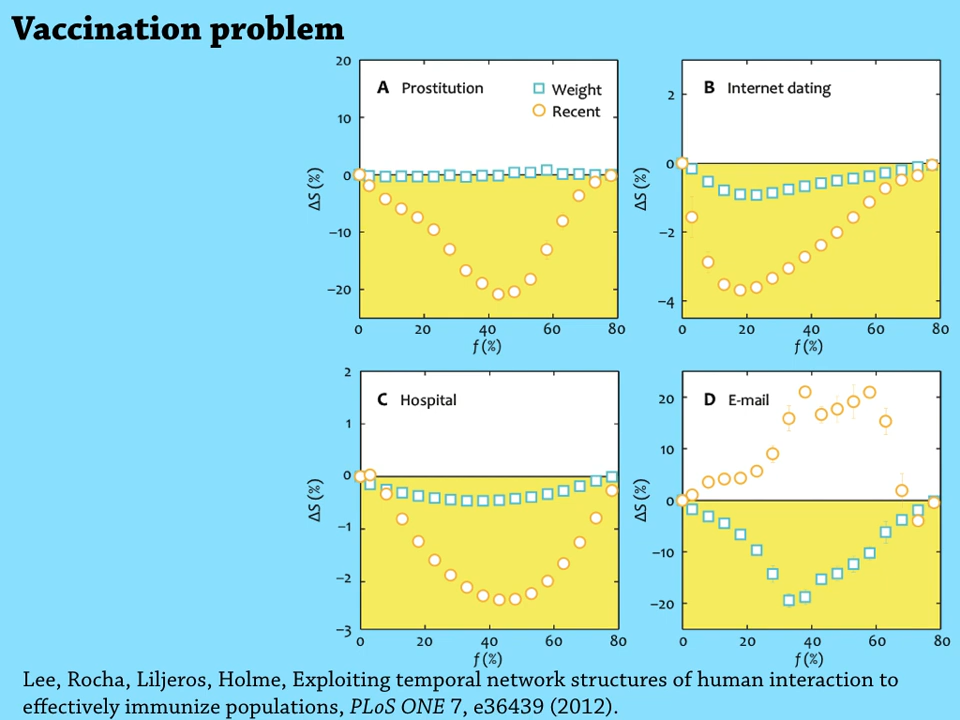 Vaccination problem
A Prostitution
Weight
Recent
20
10
0
−10
−20
ΔS (%)
0 20 40 60 80
f (%)
B Internet dating
2
0
−2
−4
ΔS (%)
0 20 40 60 80
f (%)
C Hospital
2
1
0
−1
−2
−3
ΔS (%)
0 20 40 60 80
f (%)
D E-mail
20
10
0
−10
−20
ΔS (%)
0 20 40 60 80
f (%)
Lee, Rocha, Liljeros, Holme, Exploiting temporal network structures of human interaction to
effectively immunize populations, PLoS ONE 7, e36439 (2012).